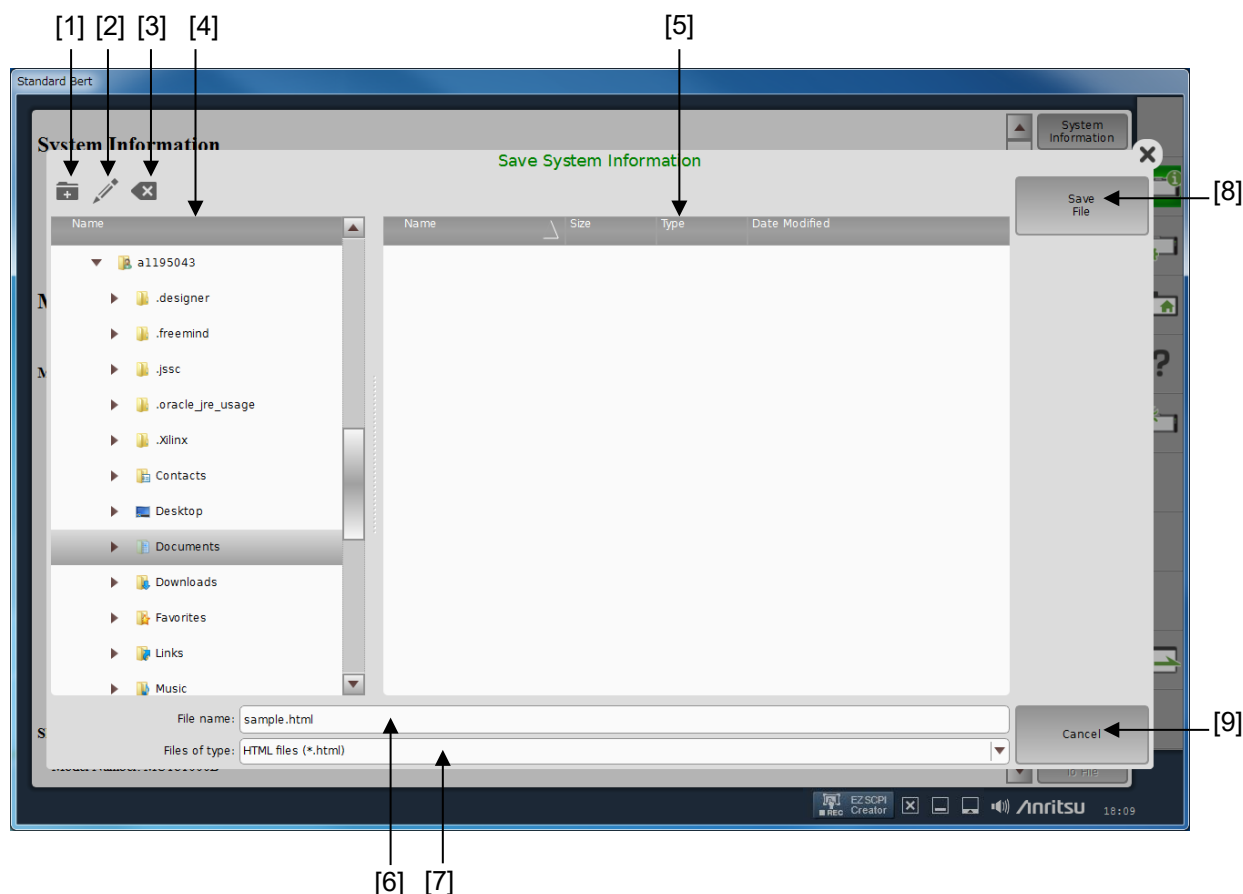 [1] [2] [3] [4] [5]
Standard Bert
System Information
System
Information
Save System Information
Save
File
[8]
Name
Name Size Type Date Modified
a1195043
.designer
.freemind
.jssc
.oracle_jre_usage
.Xilinx
Contacts
Desktop
Documents
Downloads
Favorites
Links
Music
File name: sample.html
Files of type: HTML files (*.html)
Cancel
[9]
To File
REC
EZ SCPI
Creator
Anritsu 18:09
[6] [7]